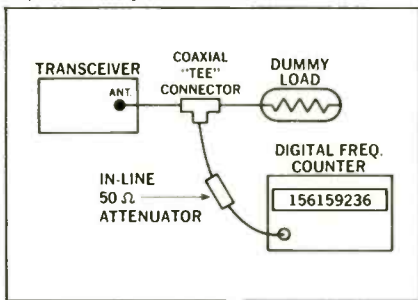 TRANSCEIVER
ANT.
COAXIAL
"TEE"
CONNECTOR
DUMMY
LOAD
IN-LINE
50 Ω
ATTENUATOR
DIGITAL FREQ.
COUNTER
156159236